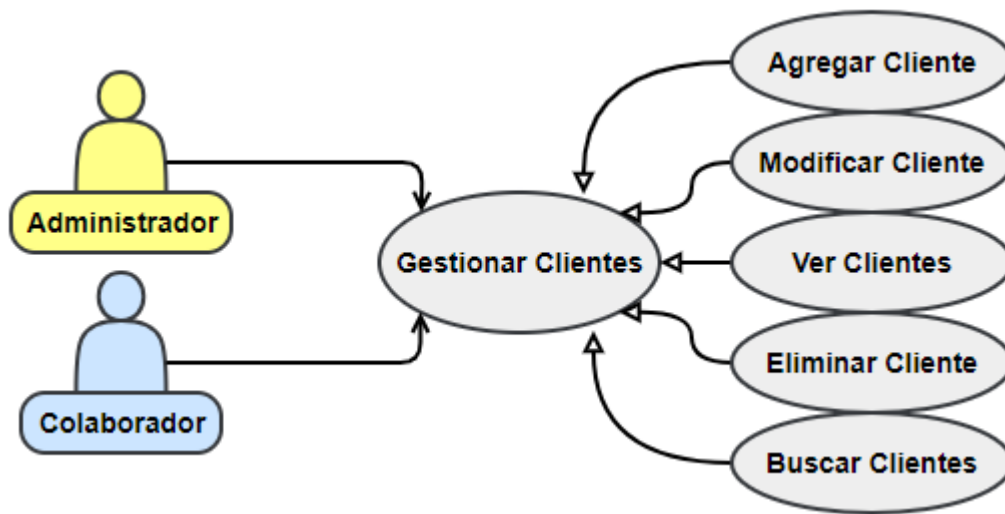 Administrador
Colaborador
Gestionar Clientes
Agregar Cliente
Modificar Cliente
Ver Clientes
Eliminar Cliente
Buscar Clientes